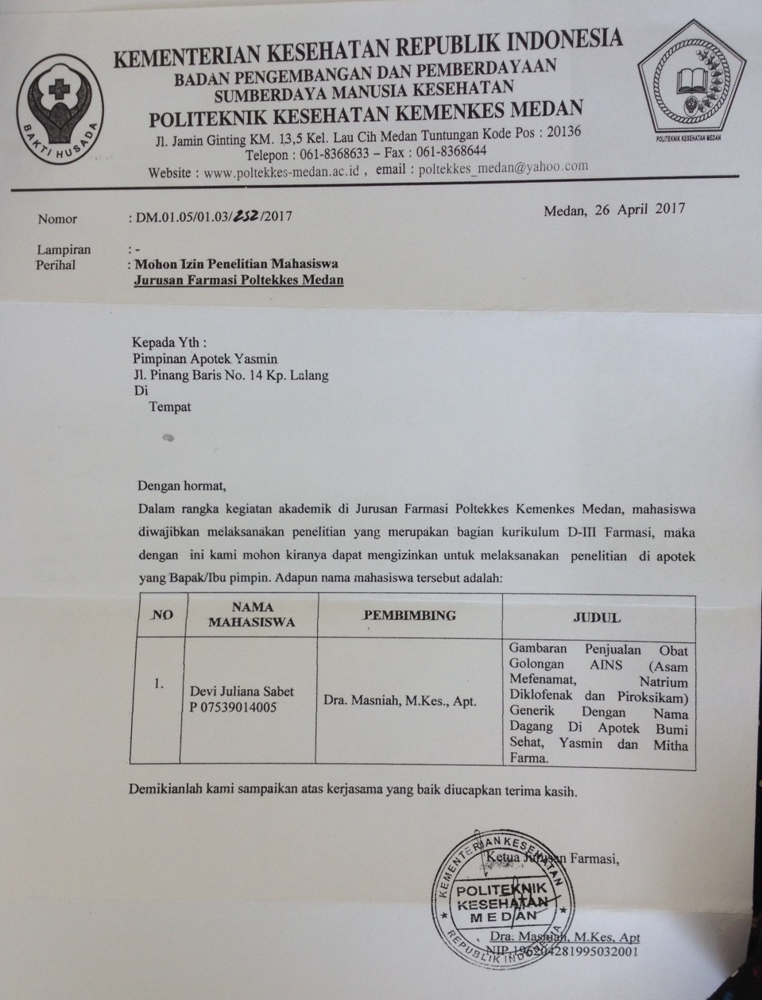 KEMENTERIAN KESEHATAN REPUBLIK INDONESIA
BADAN PENGEMBANGAN DAN PEMBERDAYAAN
SUMBERDAYA MANUSIA KESEHATAN
POLITEKNIK KESEHATAN KEMENKES MEDAN
Jl. Jamin Ginting KM. 13,5 Kel. Lau Cih Medan Tuntungan Kode Pos : 20136
Telepon : 061-8368633 – Fax : 061-8368644
Website : www.poltekkes-medan.ac.id , email : poltekkes_medan@yahoo.com
BAKTI HUSADA
POLITEKNIK KESEHATAN MEDAN
Medan, 26 April 2017
Nomor : DM.01.05/01.03/252/2017
Lampiran : -
Perihal : Mohon Izin Penelitian Mahasiswa
Jurusan Farmasi Poltekkes Medan
Kepada Yth :
Pimpinan Apotek Yasmin
Jl. Pinang Baris No. 14 Kp. Lalang
Di
Tempat
Dengan hormat,
Dalam rangka kegiatan akademik di Jurusan Farmasi Poltekkes Kemenkes Medan, mahasiswa
diwajibkan melaksanakan penelitian yang merupakan bagian kurikulum D-III Farmasi, maka
dengan ini kami mohon kiranya dapat mengizinkan untuk melaksanakan penelitian di apotek
yang Bapak/Ibu pimpin. Adapun nama mahasiswa tersebut adalah:
NO
NAMA
MAHASISWA
PEMBIMBING
JUDUL
1.
Devi Juliana Sabet
P 07539014005
Dra. Masniah, M.Kes., Apt.
Gambaran Penjualan Obat
Golongan AINS (Asam
Mefenamat, Natrium
Diklofenak dan Piroksikam)
Generik Dengan Nama
Dagang Di Apotek Bumi
Sehat, Yasmin dan Mitha
Farma.
Demikianlah kami sampaikan atas kerjasama yang baik diucapkan terima kasih.
Ketua Jurusan Farmasi,
KEMENTERIAN KESEHATAN
POLITEKNIK
KESEHATAN
MEDAN
REPUBLIK INDONESIA
Dra. Masniah, M.Kes, Apt
NIP 196204281995032001